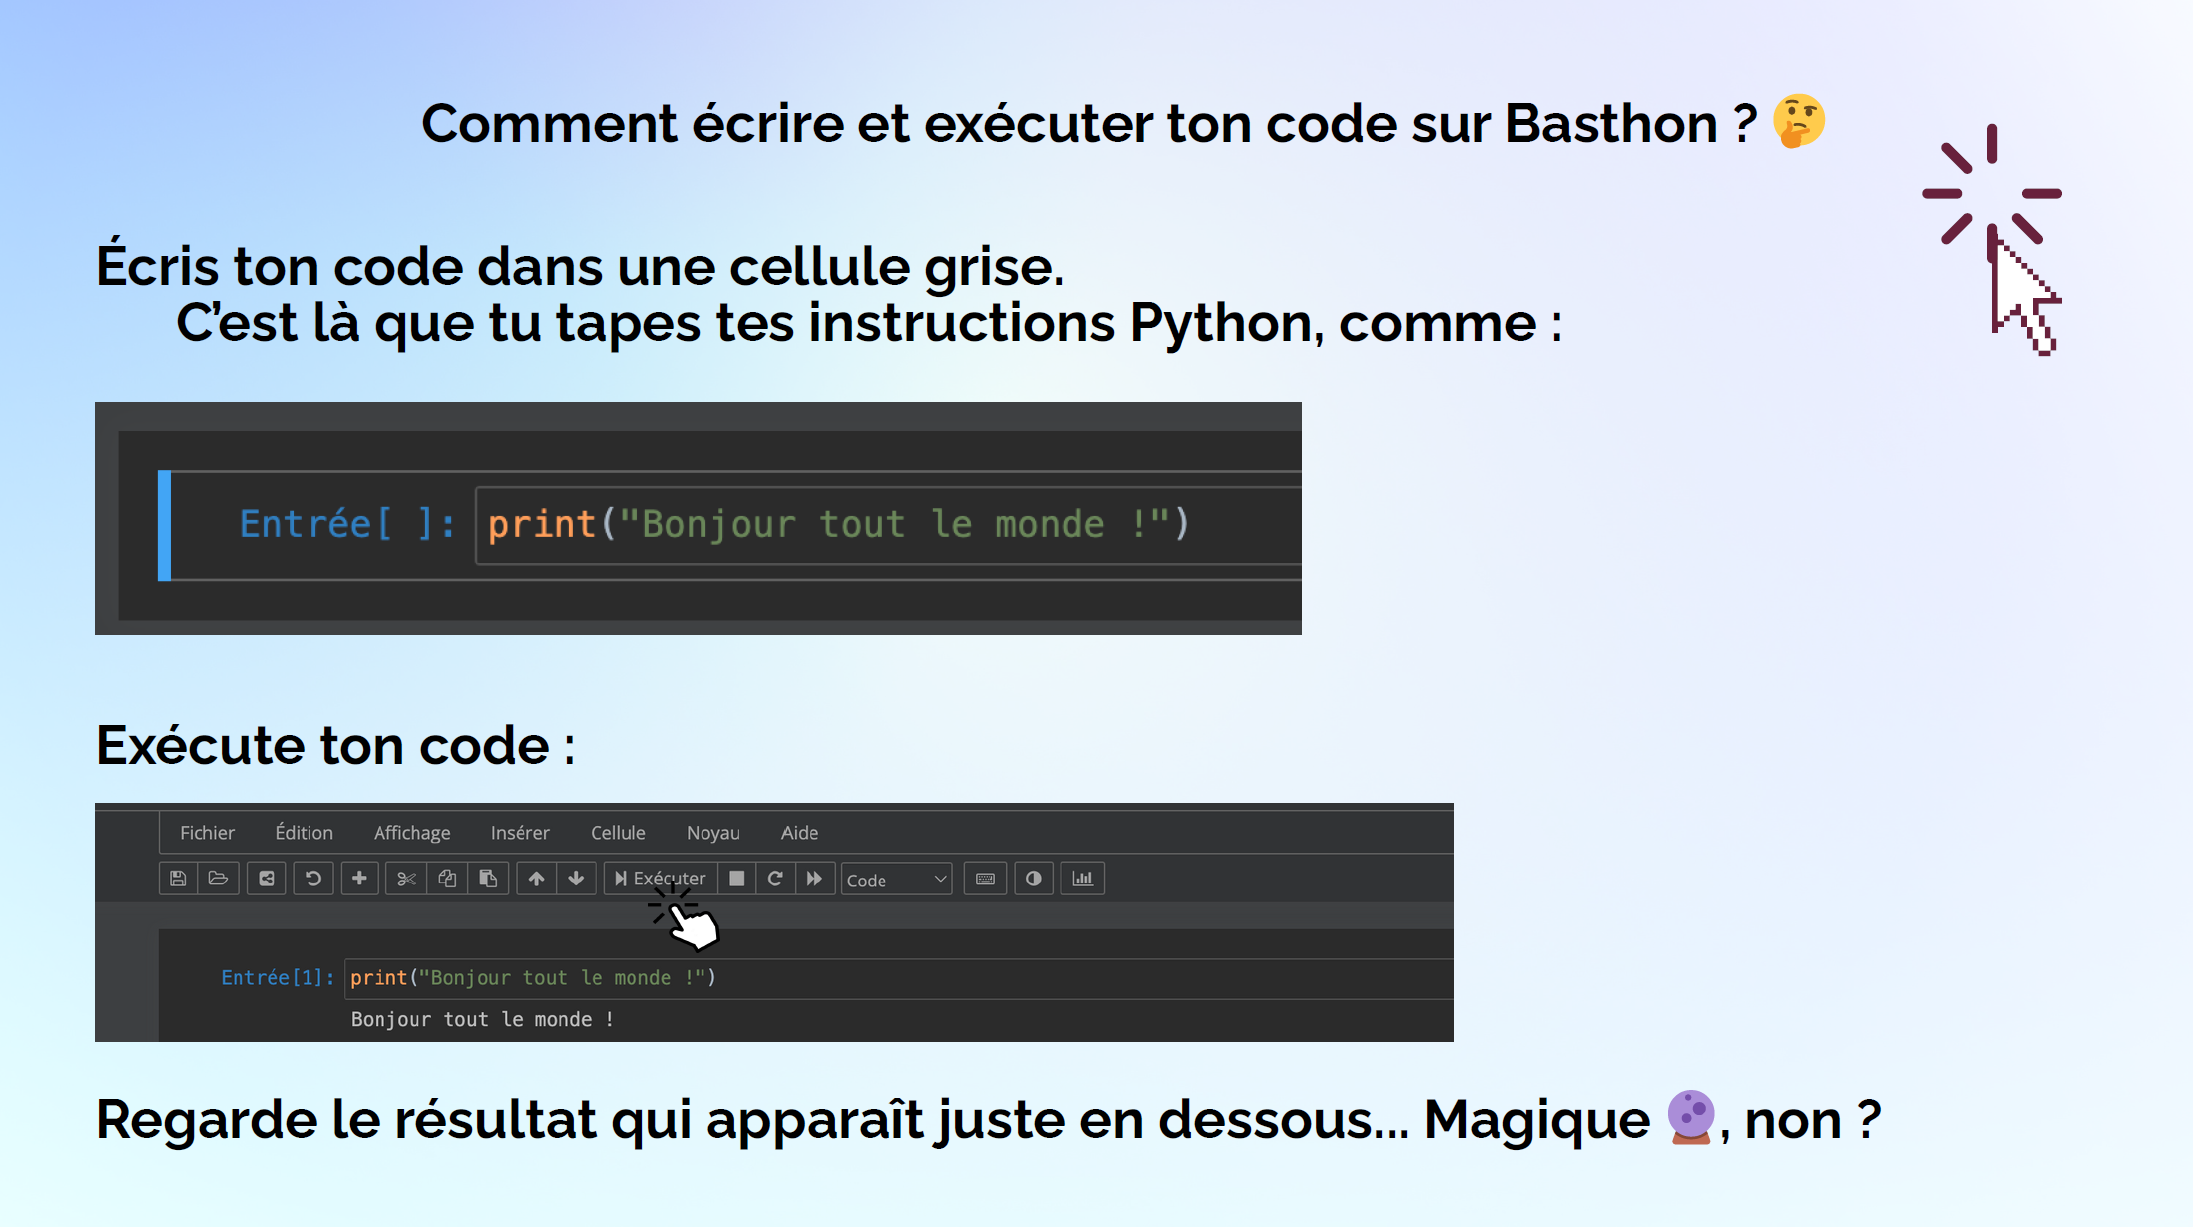 Comment écrire et exécuter ton code sur Basthon ? 🤔
Écris ton code dans une cellule grise.
C’est là que tu tapes tes instructions Python, comme :
Entrée[ ]: print("Bonjour tout le monde !")
Exécute ton code :
Fichier Édition Affichage Insérer Cellule Noyau Aide
Exécuter Code
Entrée[1]: print("Bonjour tout le monde !")
Bonjour tout le monde !
Regarde le résultat qui apparaît juste en dessous... Magique 🔮, non ?